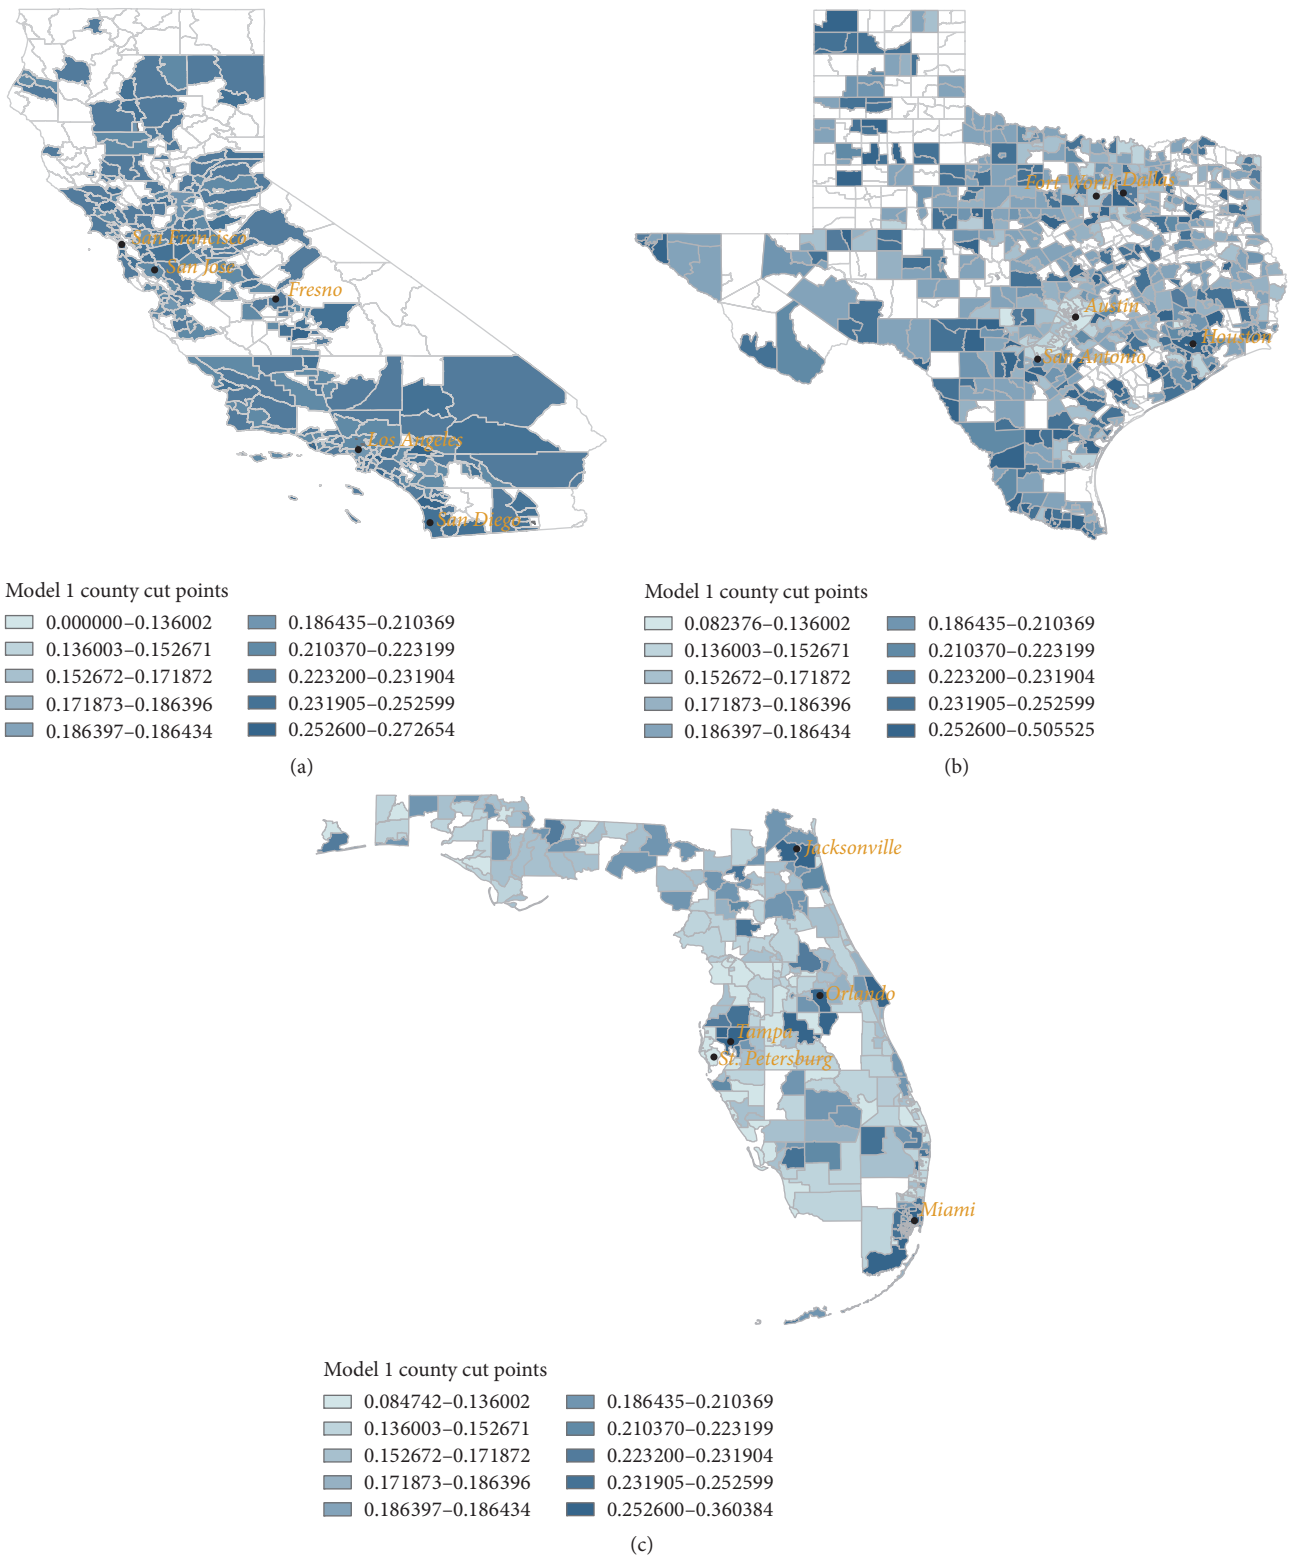 San Francisco
San Jose
Fresno
Los Angeles
San Diego
Model 1 county cut points
0.000000–0.136002
0.136003–0.152671
0.152672–0.171872
0.171873–0.186396
0.186397–0.186434
0.186435–0.210369
0.210370–0.223199
0.223200–0.231904
0.231905–0.252599
0.252600–0.272654
(a)
Fort Worth
Dallas
Austin
Houston
San Antonio
Model 1 county cut points
0.082376–0.136002
0.136003–0.152671
0.152672–0.171872
0.171873–0.186396
0.186397–0.186434
0.186435–0.210369
0.210370–0.223199
0.223200–0.231904
0.231905–0.252599
0.252600–0.505525
(b)
Jacksonville
Orlando
Tampa
St. Petersburg
Miami
Model 1 county cut points
0.084742–0.136002
0.136003–0.152671
0.152672–0.171872
0.171873–0.186396
0.186397–0.186434
0.186435–0.210369
0.210370–0.223199
0.223200–0.231904
0.231905–0.252599
0.252600–0.360384
(c)